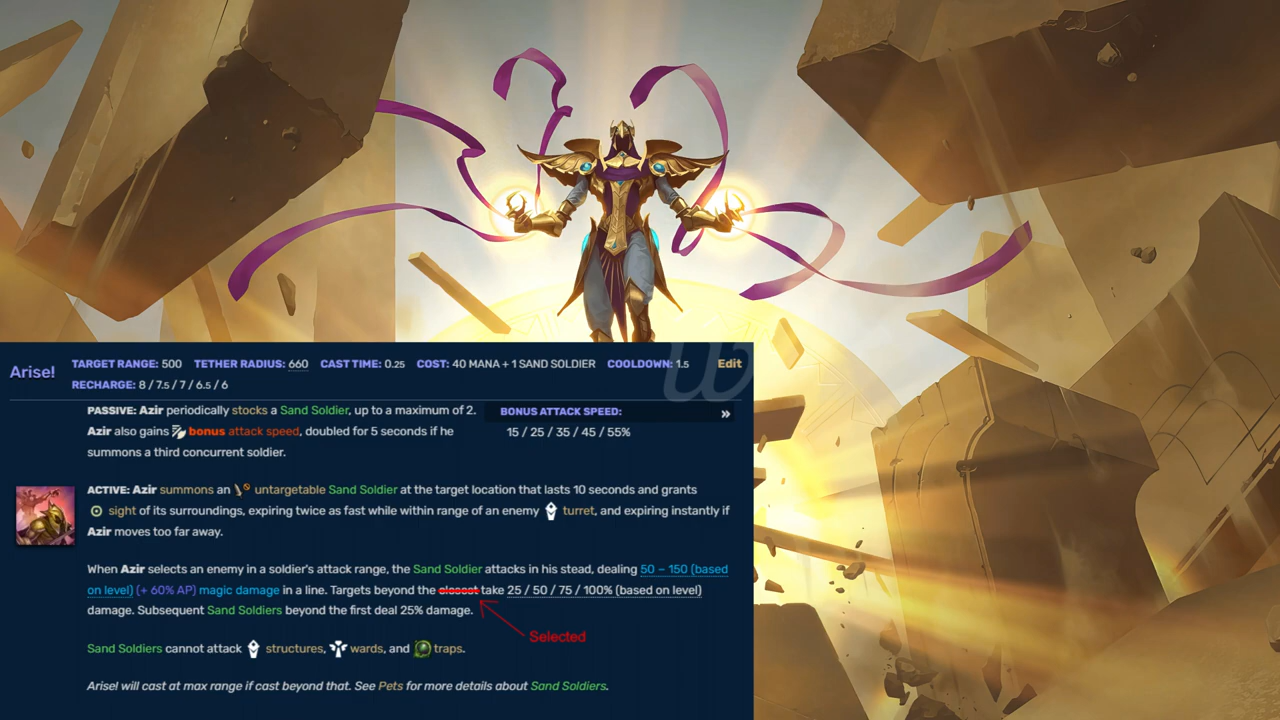 Arise!
TARGET RANGE: 500 TETHER RADIUS: 660 CAST TIME: 0.25 COST: 40 MANA + 1 SAND SOLDIER COOLDOWN: 1.5 Edit
RECHARGE: 8 / 7.5 / 7 / 6.5 / 6
PASSIVE: Azir periodically stocks a Sand Soldier, up to a maximum of 2.
Azir also gains bonus attack speed, doubled for 5 seconds if he
summons a third concurrent soldier.
BONUS ATTACK SPEED: »
15 / 25 / 35 / 45 / 55%
ACTIVE: Azir summons an untargetable Sand Soldier at the target location that lasts 10 seconds and grants
sight of its surroundings, expiring twice as fast while within range of an enemy turret, and expiring instantly if
Azir moves too far away.
When Azir selects an enemy in a soldier's attack range, the Sand Soldier attacks in his stead, dealing 50 – 150 (based
on level) (+ 60% AP) magic damage in a line. Targets beyond the closest take 25 / 50 / 75 / 100% (based on level)
damage. Subsequent Sand Soldiers beyond the first deal 25% damage.
Selected
Sand Soldiers cannot attack structures, wards, and traps.
Arise! will cast at max range if cast beyond that. See Pets for more details about Sand Soldiers.